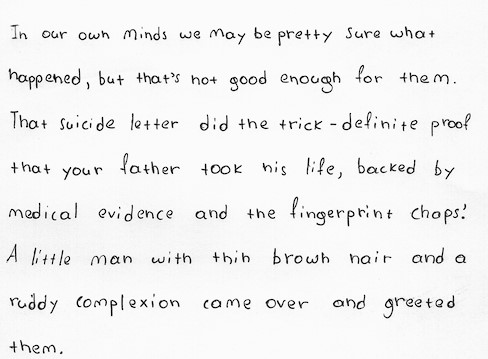 In our own minds we may be pretty sure what
happened, but that's not good enough for them.
That suicide letter did the trick - definite proof
that your father took his life, backed by
medical evidence and the fingerprint chaps!
A little man with thin brown hair and a
ruddy complexion came over and greeted
them.